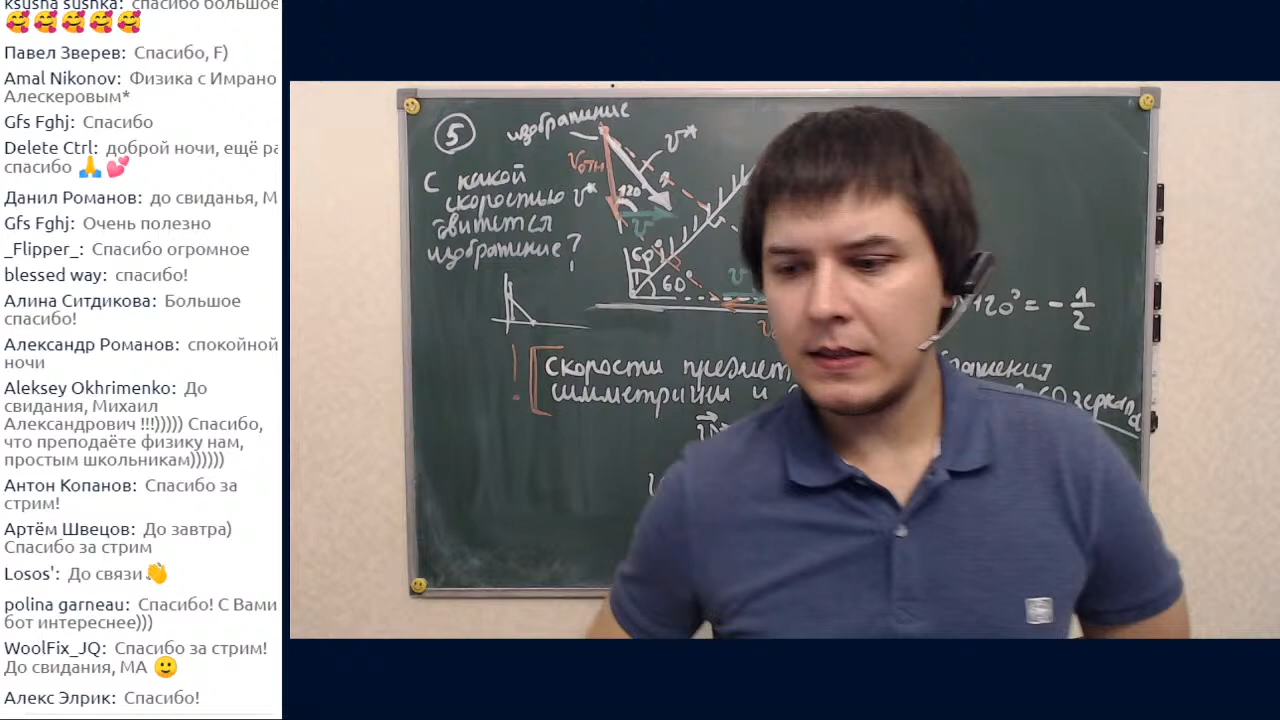 ksusha sushka: спасибо большое
Павел Зверев: Спасибо, F)
Amal Nikonov: Физика с Имрано
Алескеровым*
Gfs Fghj: Спасибо
Delete Ctrl: доброй ночи, ещё ра
спасибо 🙏 💕
Данил Романов: до свиданья, М
Gfs Fghj: Очень полезно
_Flipper_: Спасибо огромное
blessed way: спасибо!
Алина Ситдикова: Большое
спасибо!
Александр Романов: спокойной
ночи
Aleksey Okhrimenko: До
свидания, Михаил
Александрович !!!))))) Спасибо,
что преподаёте физику нам,
простым школьникам))))))
Антон Копанов: Спасибо за
стрим!
Артём Швецов: До завтра)
Спасибо за стрим
Losos': До связи👋
polina garneau: Спасибо! С Вами
бот интереснее)))
WoolFix_JQ: Спасибо за стрим!
До свидания, МА 🙂
Алекс Элрик: Спасибо!
5
изображение
С какой
скоростью v*
движется
изображение?
v*
vотн
120
v
60°
60°
v
120° = - 1/2
! [ Скорости предмет
симметричны и
зеркала